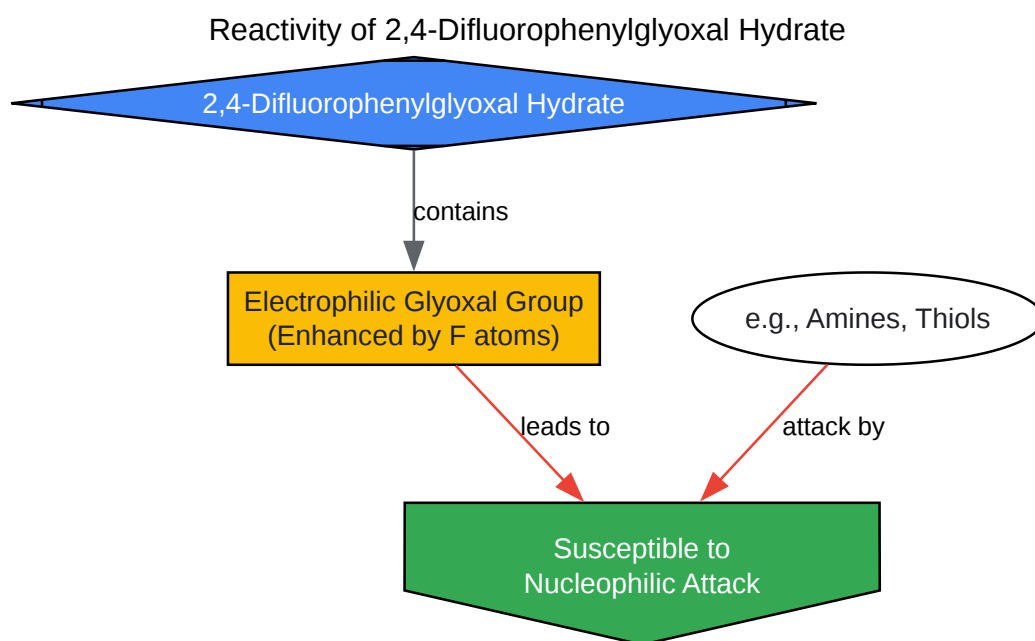 Reactivity of 2,4-Difluorophenylglyoxal Hydrate
2,4-Difluorophenylglyoxal Hydrate
contains
Electrophilic Glyoxal Group
(Enhanced by F atoms)
e.g., Amines, Thiols
leads to
attack by
Susceptible to
Nucleophilic Attack